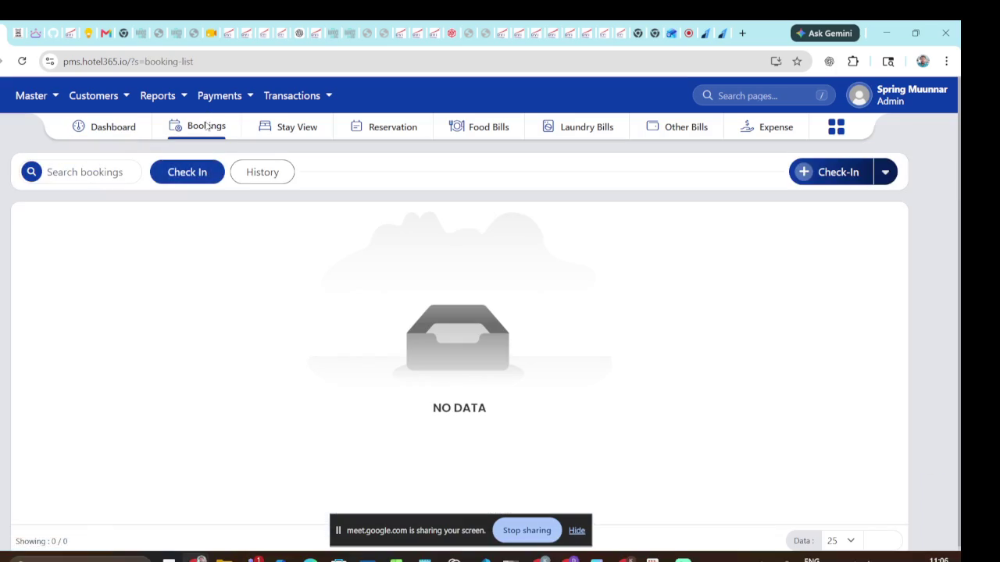 Ask Gemini
pms.hotel365.io/?s=booking-list
Master Customers Reports Payments Transactions Search pages... / Spring Muunnar
Admin
Dashboard Bookings Stay View Reservation Food Bills Laundry Bills Other Bills Expense
Search bookings Check In History + Check-In
NO DATA
meet.google.com is sharing your screen. Stop sharing Hide
Showing : 0 / 0 Data : 25
ENG 11:06